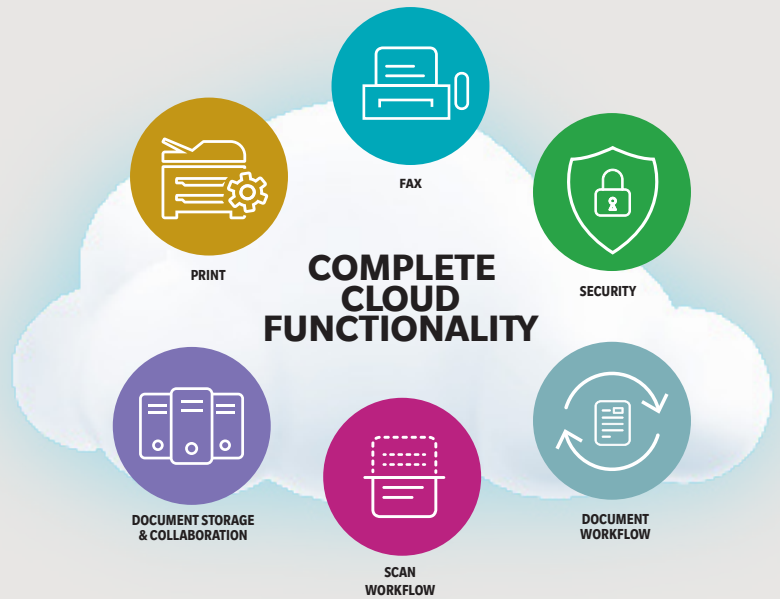 FAX
PRINT
SECURITY
COMPLETE
CLOUD
FUNCTIONALITY
DOCUMENT STORAGE
& COLLABORATION
SCAN
WORKFLOW
DOCUMENT
WORKFLOW